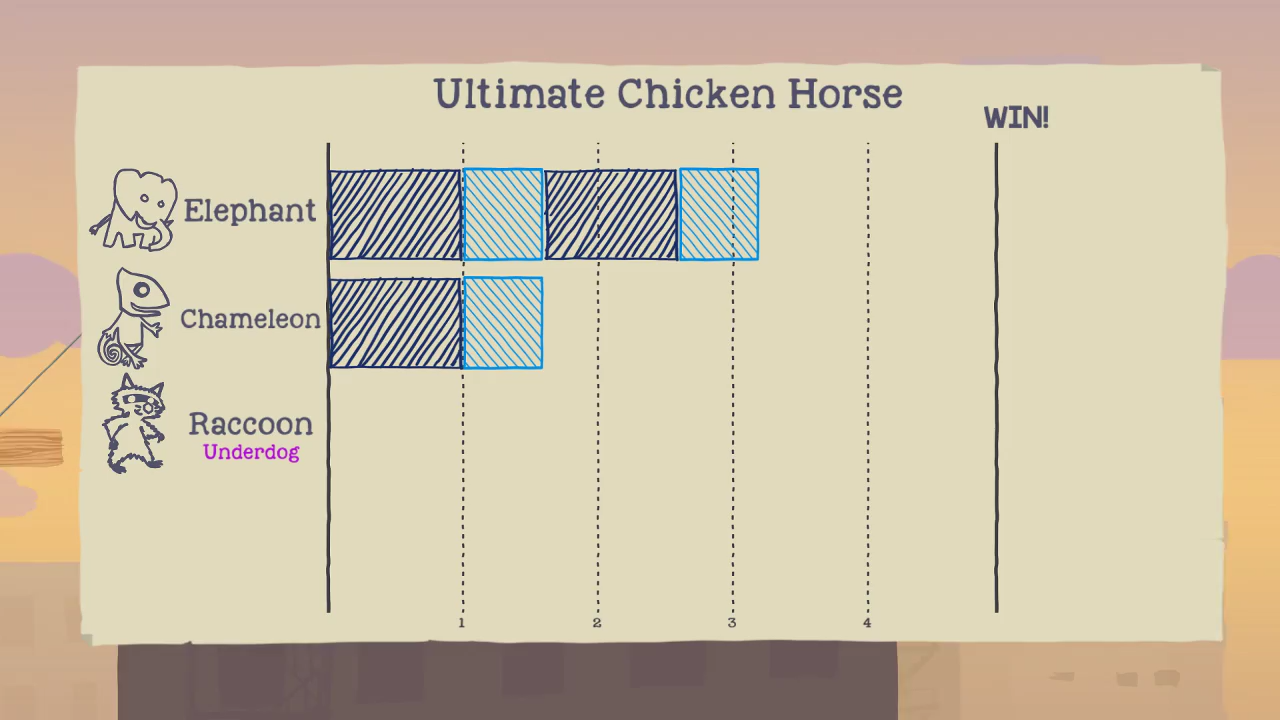 Ultimate Chicken Horse
WIN!
Elephant
Chameleon
Raccoon
Underdog
1 2 3 4